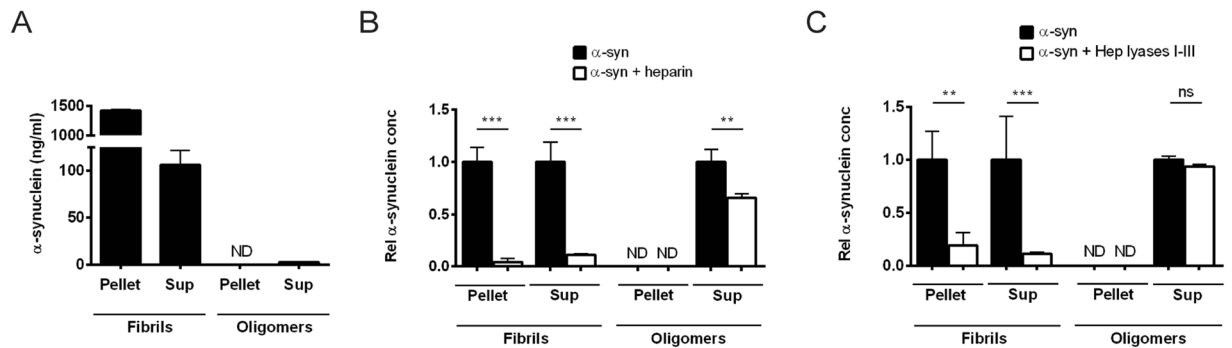 A
α-synuclein (ng/ml)
1500
1000
100
50
0
ND
Pellet Sup Pellet Sup
Fibrils Oligomers
B
α-syn
α-syn + heparin
Rel α-synuclein conc
1.5
1.0
0.5
0.0
*** *** **
ND ND
Pellet Sup Pellet Sup
Fibrils Oligomers
C
α-syn
α-syn + Hep lyases I-III
Rel α-synuclein conc
1.5
1.0
0.5
0.0
** *** ns
ND ND
Pellet Sup Pellet Sup
Fibrils Oligomers